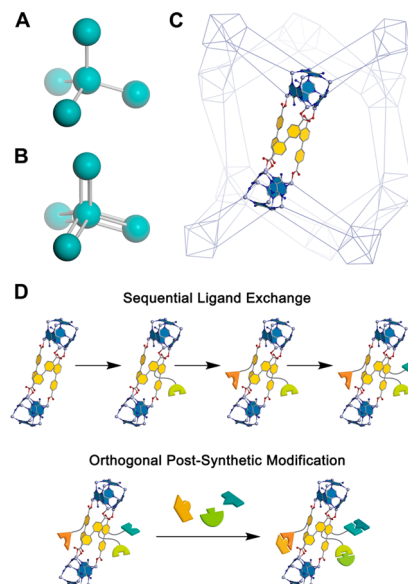 A
C
B
D
Sequential Ligand Exchange
Orthogonal Post-Synthetic Modification